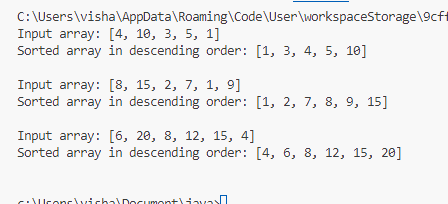 C:\Users\visha\AppData\Roaming\Code\User\workspaceStorage\9cff
Input array: [4, 10, 3, 5, 1]
Sorted array in descending order: [1, 3, 4, 5, 10]
Input array: [8, 15, 2, 7, 1, 9]
Sorted array in descending order: [1, 2, 7, 8, 9, 15]
Input array: [6, 20, 8, 12, 15, 4]
Sorted array in descending order: [4, 6, 8, 12, 15, 20]
c:\Users\visha\Document\java>